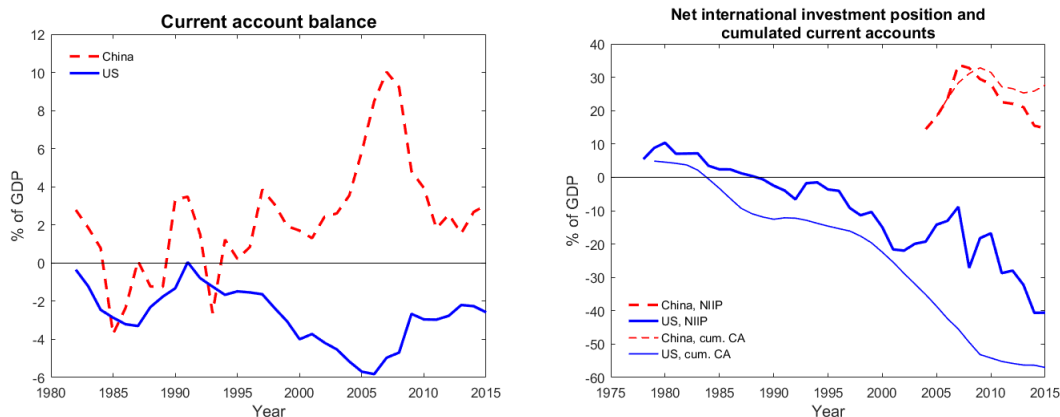 Current account balance
% of GDP
12
10
8
6
4
2
0
-2
-4
-6
China
US
1980
1985
1990
1995
2000
2005
2010
2015
Year
Net international investment position and
cumulated current accounts
% of GDP
40
30
20
10
0
-10
-20
-30
-40
-50
-60
China, NIIP
US, NIIP
China, cum. CA
US, cum. CA
1975
1980
1985
1990
1995
2000
2005
2010
2015
Year